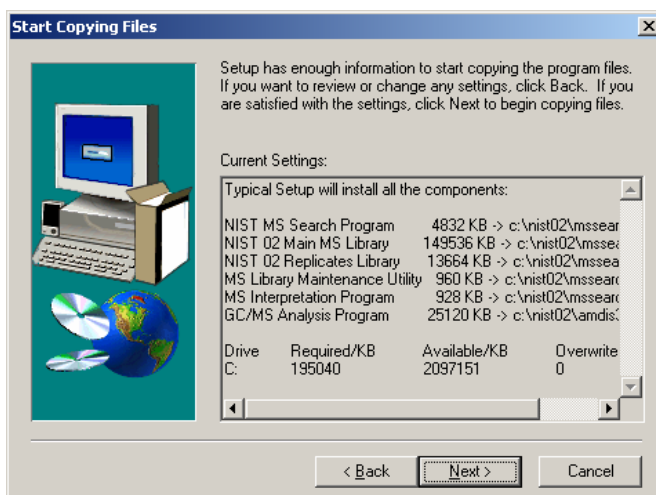 Start Copying Files
Setup has enough information to start copying the program files.
If you want to review or change any settings, click Back. If you
are satisfied with the settings, click Next to begin copying files.
Current Settings:
Typical Setup will install all the components:
NIST MS Search Program 4832 KB -> c:\nist02\mssear
NIST 02 Main MS Library 149536 KB -> c:\nist02\mssea
NIST 02 Replicates Library 13664 KB -> c:\nist02\mssea
MS Library Maintenance Utility 960 KB -> c:\nist02\mssearc
MS Interpretation Program 928 KB -> c:\nist02\mssearc
GC/MS Analysis Program 25120 KB -> c:\nist02\amdis3
Drive Required/KB Available/KB Overwrite
C: 195040 2097151 0
< Back
Next >
Cancel